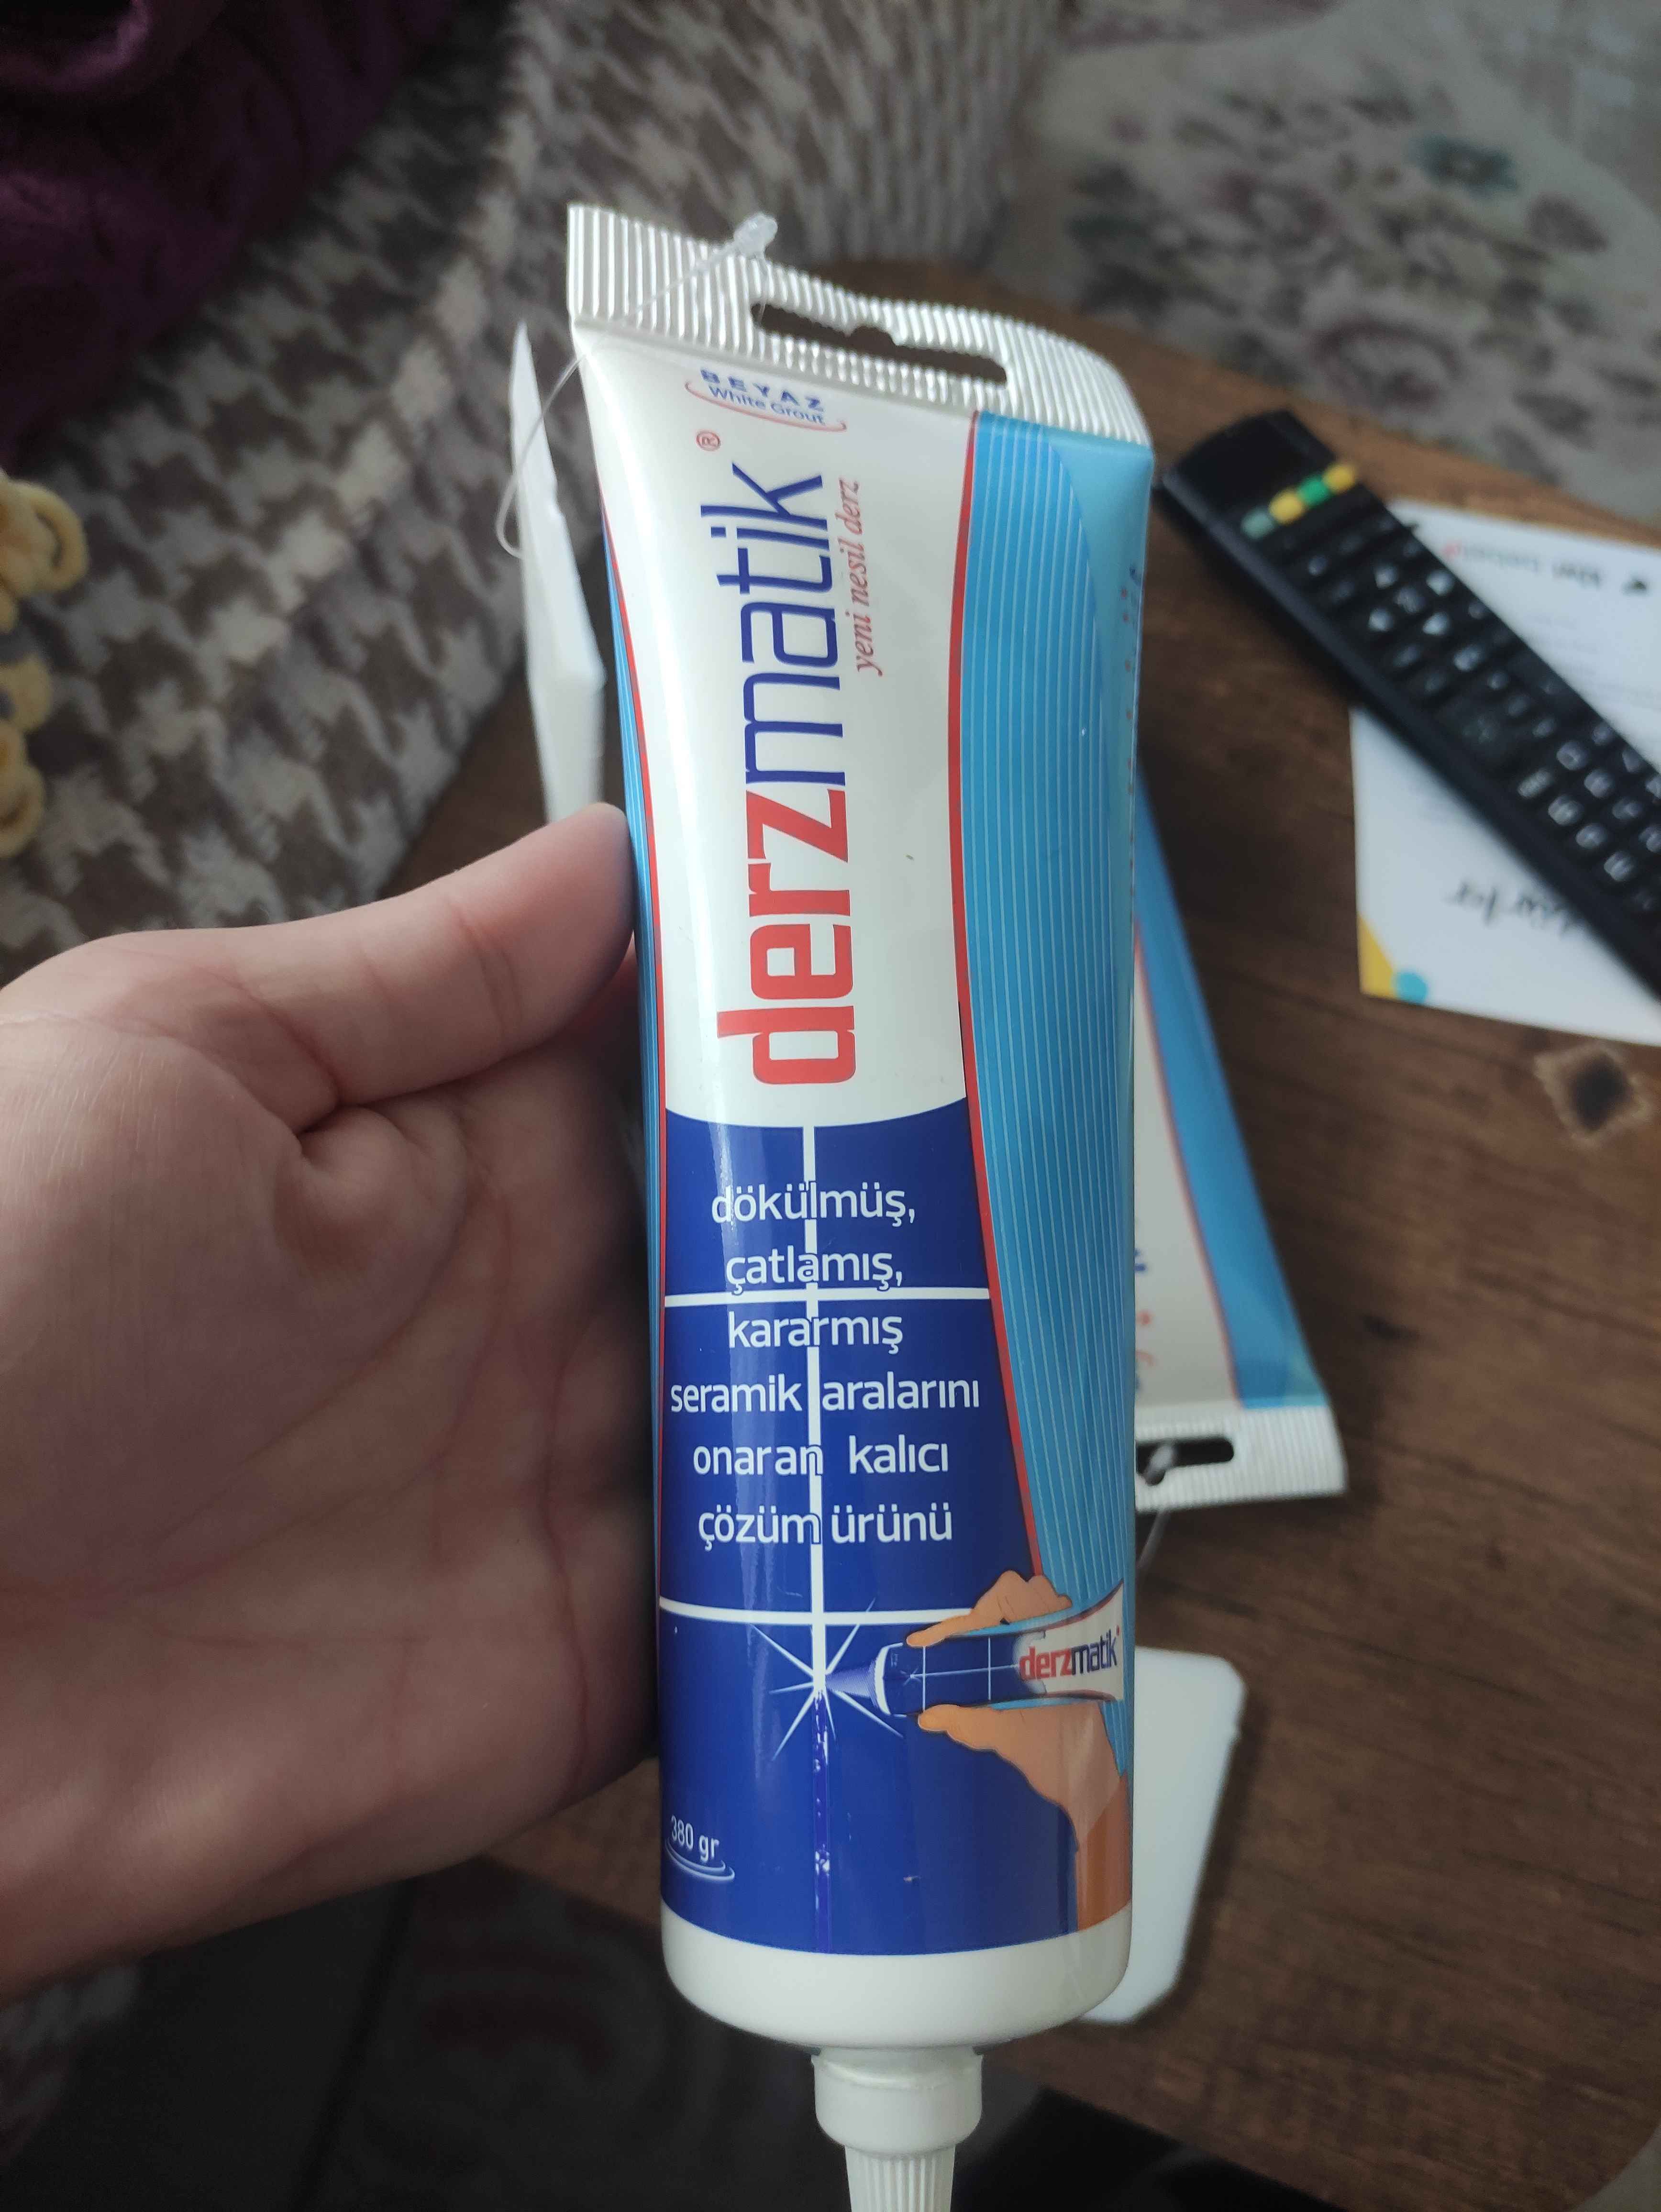 BEYAZ
White Grout
derzmatik®
yeni nesil derz
dökülmüş,
çatlamış,
kararmış
seramik aralarını
onaran kalıcı
çözüm ürünü
derzmatik
380 gr